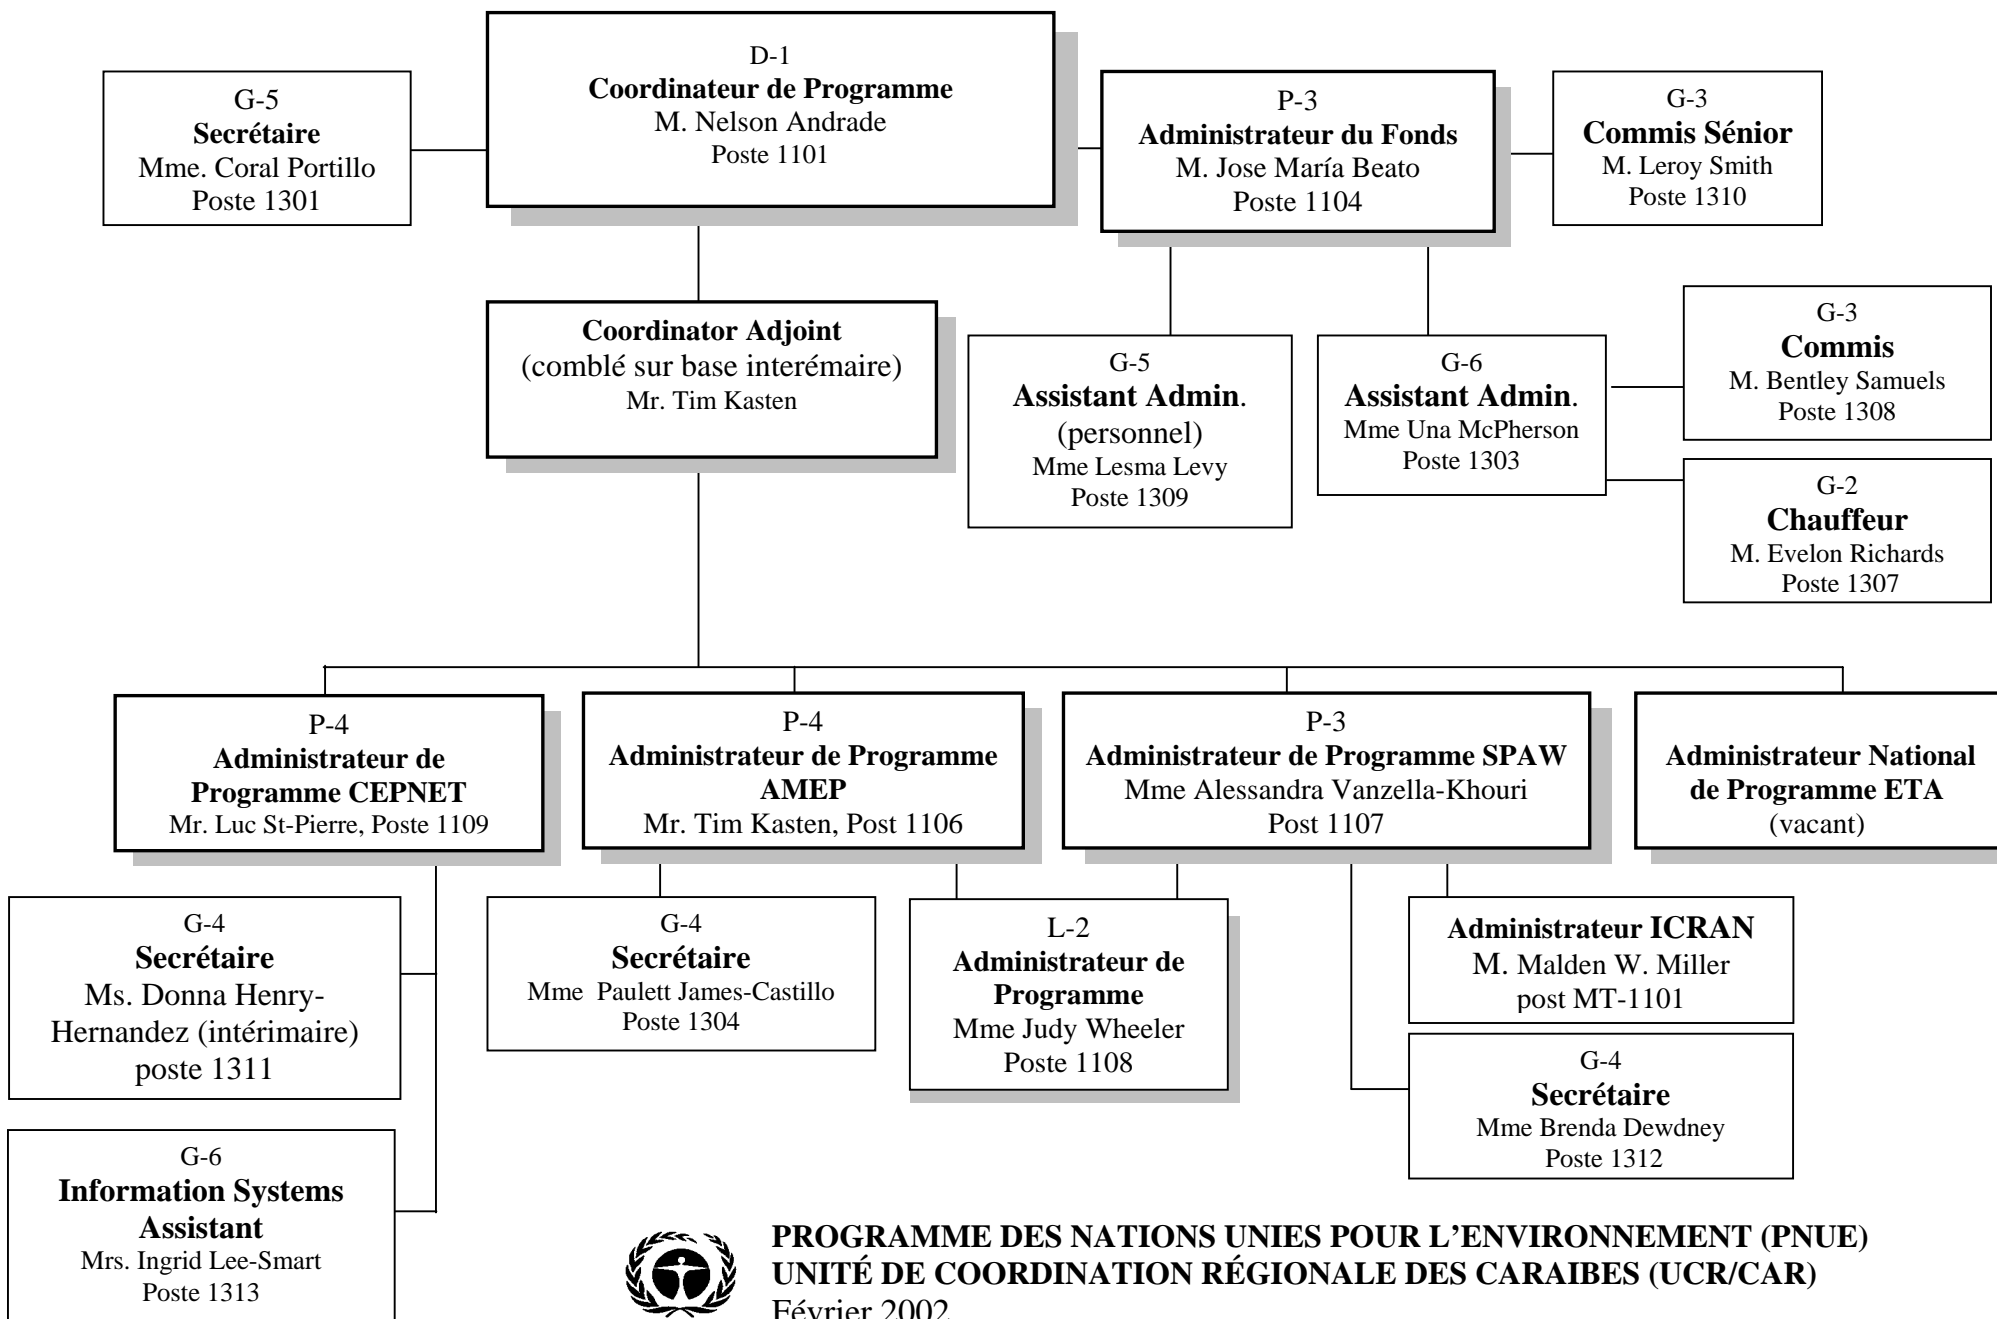 D-1
Coordinateur de Programme
M. Nelson Andrade
Poste 1101
G-5
Secrétaire
Mme. Coral Portillo
Poste 1301
P-3
Administrateur du Fonds
M. Jose María Beato
Poste 1104
G-3
Commis Sénior
M. Leroy Smith
Poste 1310
Coordinator Adjoint
(comblé sur base interémaire)
Mr. Tim Kasten
G-5
Assistant Admin.
(personnel)
Mme Lesma Levy
Poste 1309
G-6
Assistant Admin.
Mme Una McPherson
Poste 1303
G-3
Commis
M. Bentley Samuels
Poste 1308
G-2
Chauffeur
M. Evelon Richards
Poste 1307
P-4
Administrateur de
Programme CEPNET
Mr. Luc St-Pierre, Poste 1109
P-4
Administrateur de Programme
AMEP
Mr. Tim Kasten, Post 1106
P-3
Administrateur de Programme SPAW
Mme Alessandra Vanzella-Khouri
Post 1107
Administrateur National
de Programme ETA
(vacant)
G-4
Secrétaire
Ms. Donna Henry-
Hernandez (intérimaire)
poste 1311
G-4
Secrétaire
Mme Paulett James-Castillo
Poste 1304
L-2
Administrateur de
Programme
Mme Judy Wheeler
Poste 1108
Administrateur ICRAN
M. Malden W. Miller
post MT-1101
G-4
Secrétaire
Mme Brenda Dewdney
Poste 1312
G-6
Information Systems
Assistant
Mrs. Ingrid Lee-Smart
Poste 1313
PROGRAMME DES NATIONS UNIES POUR L'ENVIRONNEMENT (PNUE)
UNITÉ DE COORDINATION RÉGIONALE DES CARAIBES (UCR/CAR)
Février 2002